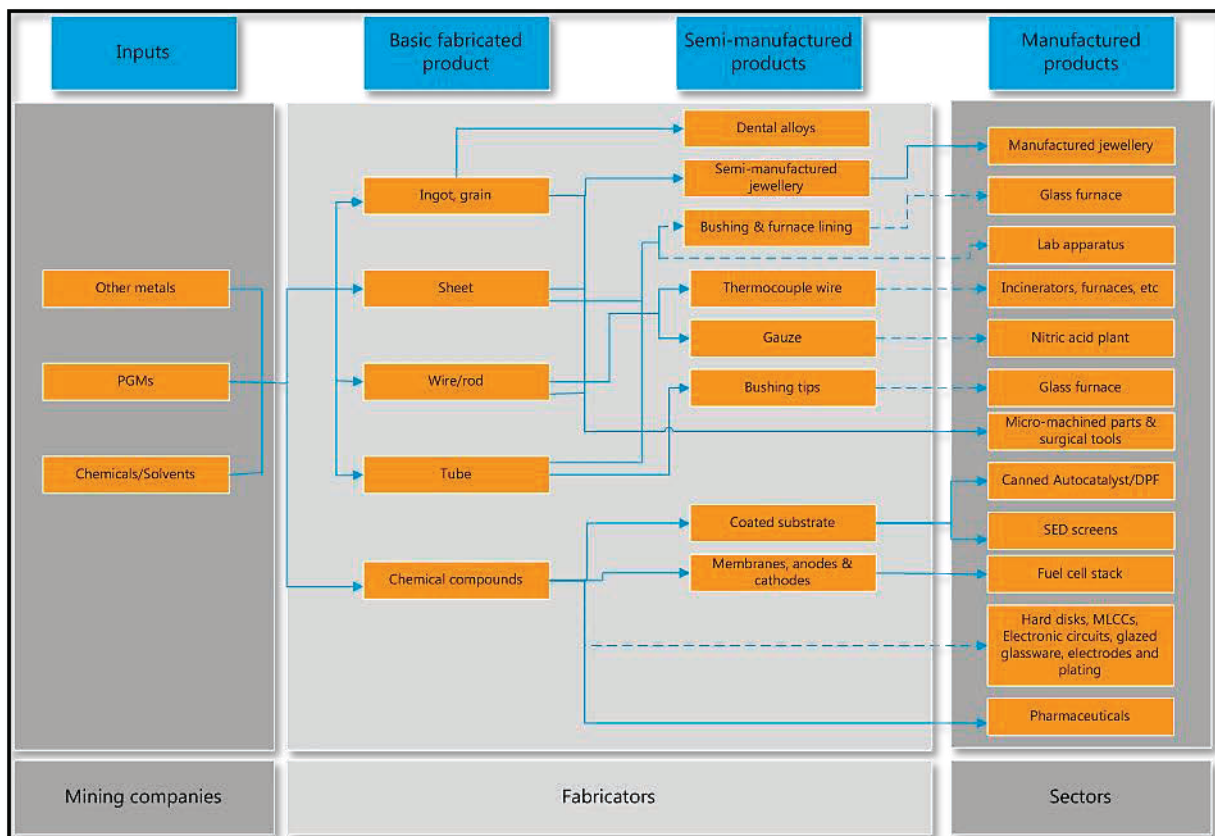 Inputs
Basic fabricated
product
Semi-manufactured
products
Manufactured
products
Other metals
PGMs
Chemicals/Solvents
Ingot, grain
Sheet
Wire/rod
Tube
Chemical compounds
Dental alloys
Semi-manufactured
jewellery
Bushing & furnace lining
Thermocouple wire
Gauze
Bushing tips
Coated substrate
Membranes, anodes &
cathodes
Manufactured jewellery
Glass furnace
Lab apparatus
Incinerators, furnaces, etc
Nitric acid plant
Glass furnace
Micro-machined parts &
surgical tools
Canned Autocatalyst/DPF
SED screens
Fuel cell stack
Hard disks, MLCCs,
Electronic circuits, glazed
glassware, electrodes and
plating
Pharmaceuticals
Mining companies
Fabricators
Sectors